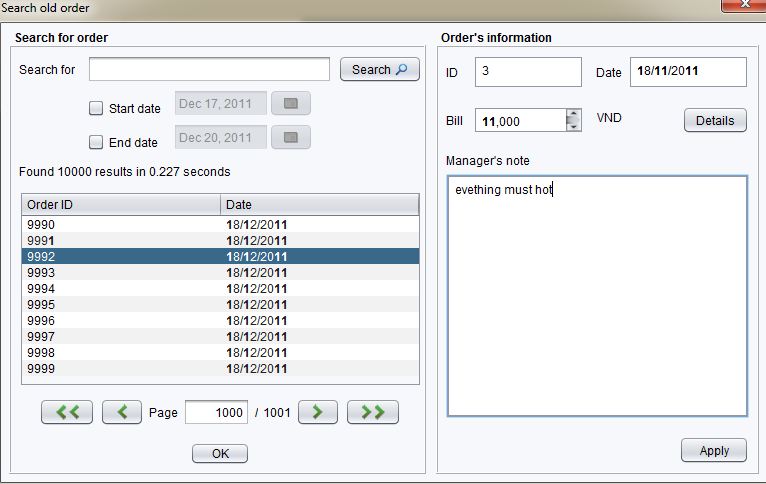 Search old order
Search for order
Search for
Search
Start date
Dec 17, 2011
End date
Dec 20, 2011
Found 10000 results in 0.227 seconds
Order ID Date
9990 18/12/2011
9991 18/12/2011
9992 18/12/2011
9993 18/12/2011
9994 18/12/2011
9995 18/12/2011
9996 18/12/2011
9997 18/12/2011
9998 18/12/2011
9999 18/12/2011
Page 1000 / 1001
OK
Order's information
ID 3 Date 18/11/2011
Bill 11,000 VND Details
Manager's note
evething must hot
Apply